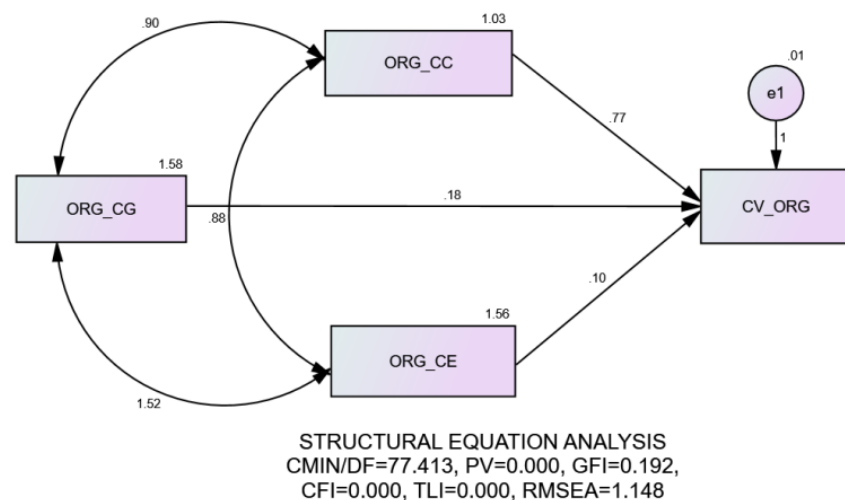 .90
1.03
ORG_CC
.01
e1
.77
1
1.58
ORG_CG
.18
CV_ORG
.88
.10
1.56
ORG_CE
1.52
STRUCTURAL EQUATION ANALYSIS
CMIN/DF=77.413, PV=0.000, GFI=0.192,
CFI=0.000, TLI=0.000, RMSEA=1.148